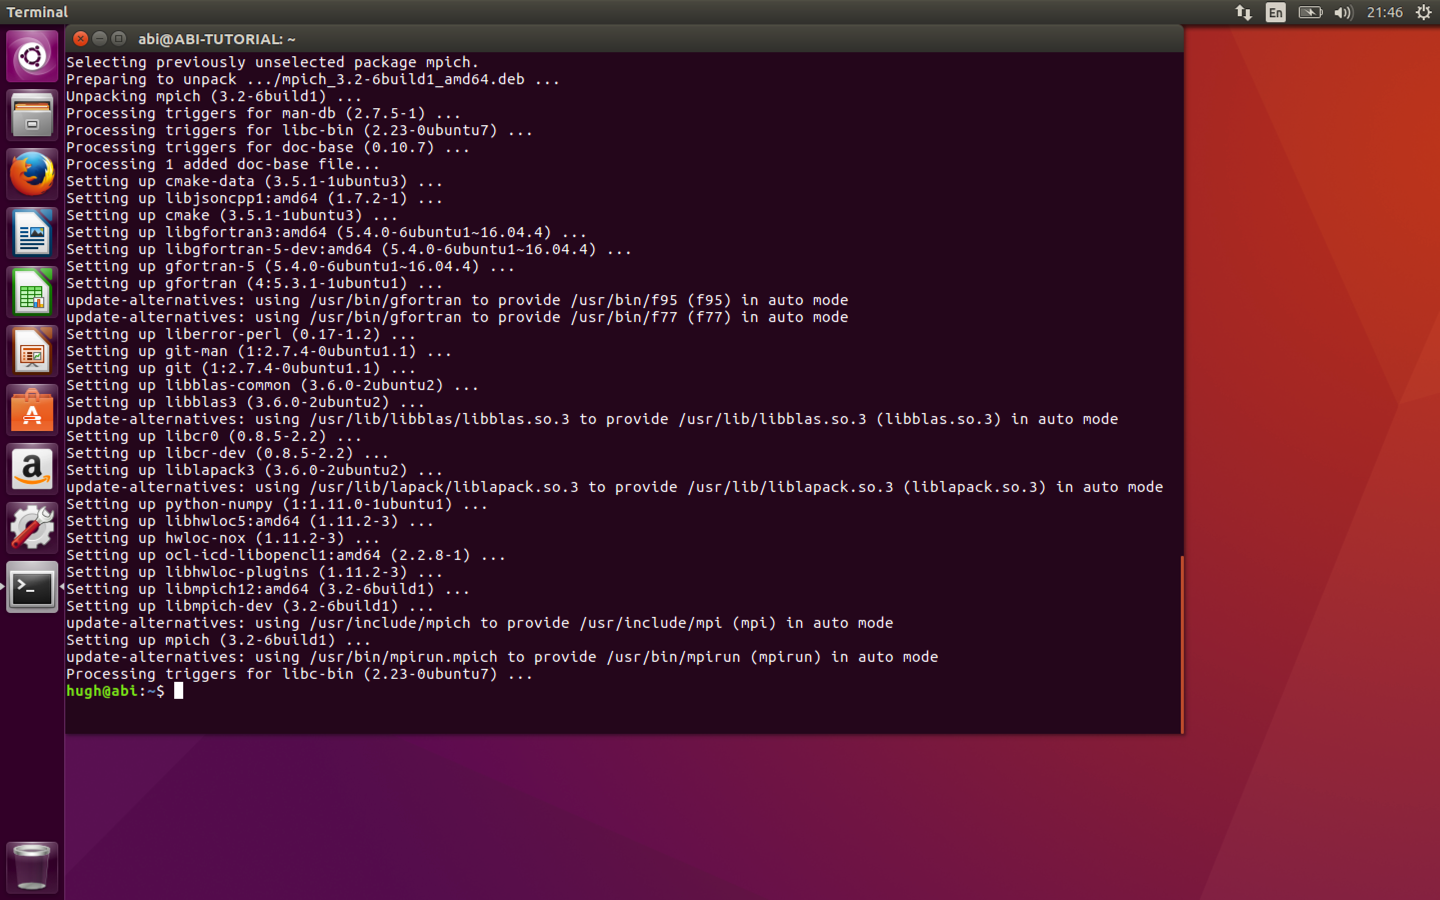 Terminal
En
21:46
abi@ABI-TUTORIAL: ~
Selecting previously unselected package mpich.
Preparing to unpack .../mpich_3.2-6build1_amd64.deb ...
Unpacking mpich (3.2-6build1) ...
Processing triggers for man-db (2.7.5-1) ...
Processing triggers for libc-bin (2.23-0ubuntu7) ...
Processing triggers for doc-base (0.10.7) ...
Processing 1 added doc-base file...
Setting up cmake-data (3.5.1-1ubuntu3) ...
Setting up libjsoncpp1:amd64 (1.7.2-1) ...
Setting up cmake (3.5.1-1ubuntu3) ...
Setting up libgfortran3:amd64 (5.4.0-6ubuntu1~16.04.4) ...
Setting up libgfortran-5-dev:amd64 (5.4.0-6ubuntu1~16.04.4) ...
Setting up gfortran-5 (5.4.0-6ubuntu1~16.04.4) ...
Setting up gfortran (4:5.3.1-1ubuntu1) ...
update-alternatives: using /usr/bin/gfortran to provide /usr/bin/f95 (f95) in auto mode
update-alternatives: using /usr/bin/gfortran to provide /usr/bin/f77 (f77) in auto mode
Setting up liberror-perl (0.17-1.2) ...
Setting up git-man (1:2.7.4-0ubuntu1.1) ...
Setting up git (1:2.7.4-0ubuntu1.1) ...
Setting up libblas-common (3.6.0-2ubuntu2) ...
Setting up libblas3 (3.6.0-2ubuntu2) ...
update-alternatives: using /usr/lib/libblas/libblas.so.3 to provide /usr/lib/libblas.so.3 (libblas.so.3) in auto mode
Setting up libcr0 (0.8.5-2.2) ...
Setting up libcr-dev (0.8.5-2.2) ...
Setting up liblapack3 (3.6.0-2ubuntu2) ...
update-alternatives: using /usr/lib/lapack/liblapack.so.3 to provide /usr/lib/liblapack.so.3 (liblapack.so.3) in auto mode
Setting up python-numpy (1:1.11.0-1ubuntu1) ...
Setting up libhwloc5:amd64 (1.11.2-3) ...
Setting up hwloc-nox (1.11.2-3) ...
Setting up ocl-icd-libopencl1:amd64 (2.2.8-1) ...
Setting up libhwloc-plugins (1.11.2-3) ...
Setting up libmpich12:amd64 (3.2-6build1) ...
Setting up libmpich-dev (3.2-6build1) ...
update-alternatives: using /usr/include/mpich to provide /usr/include/mpi (mpi) in auto mode
Setting up mpich (3.2-6build1) ...
update-alternatives: using /usr/bin/mpirun.mpich to provide /usr/bin/mpirun (mpirun) in auto mode
Processing triggers for libc-bin (2.23-0ubuntu7) ...
hugh@abi:~$